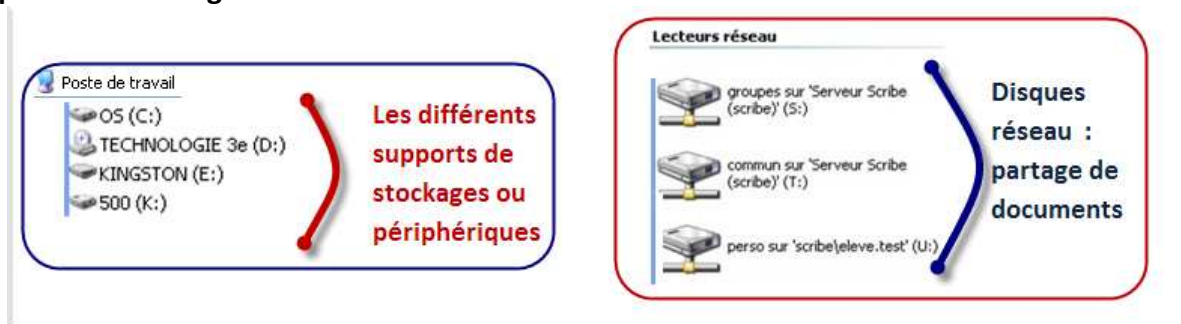 Poste de travail
OS (C:)
TECHNOLOGIE 3e (D:)
KINGSTON (E:)
500 (K:)
Les différents
supports de
stockages ou
périphériques
Lecteurs réseau
groupes sur 'Serveur Scribe
(scribe)' (S:)
commun sur 'Serveur Scribe
(scribe)' (T:)
perso sur 'scribe\eleve.test' (U:)
Disques
réseau :
partage de
documents